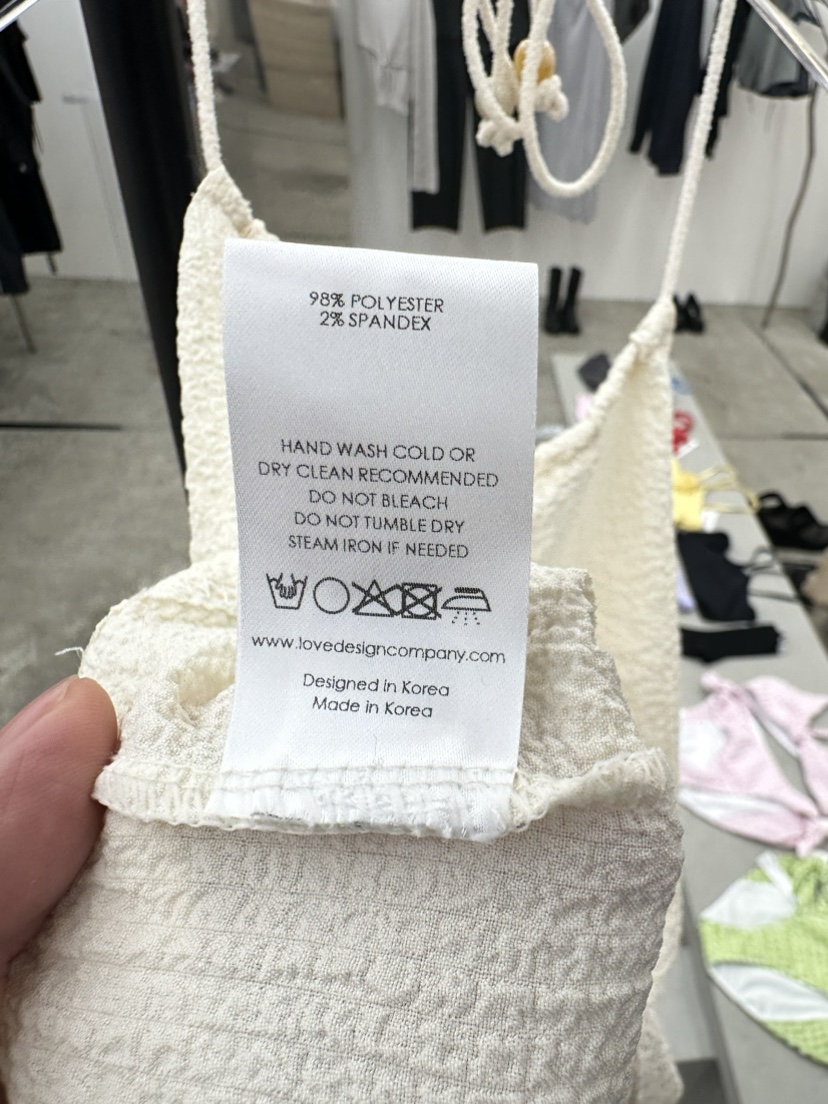 98% POLYESTER
2% SPANDEX
HAND WASH COLD OR
DRY CLEAN RECOMMENDED
DO NOT BLEACH
DO NOT TUMBLE DRY
STEAM IRON IF NEEDED
www.lovedesigncompany.com
Designed in Korea
Made in Korea